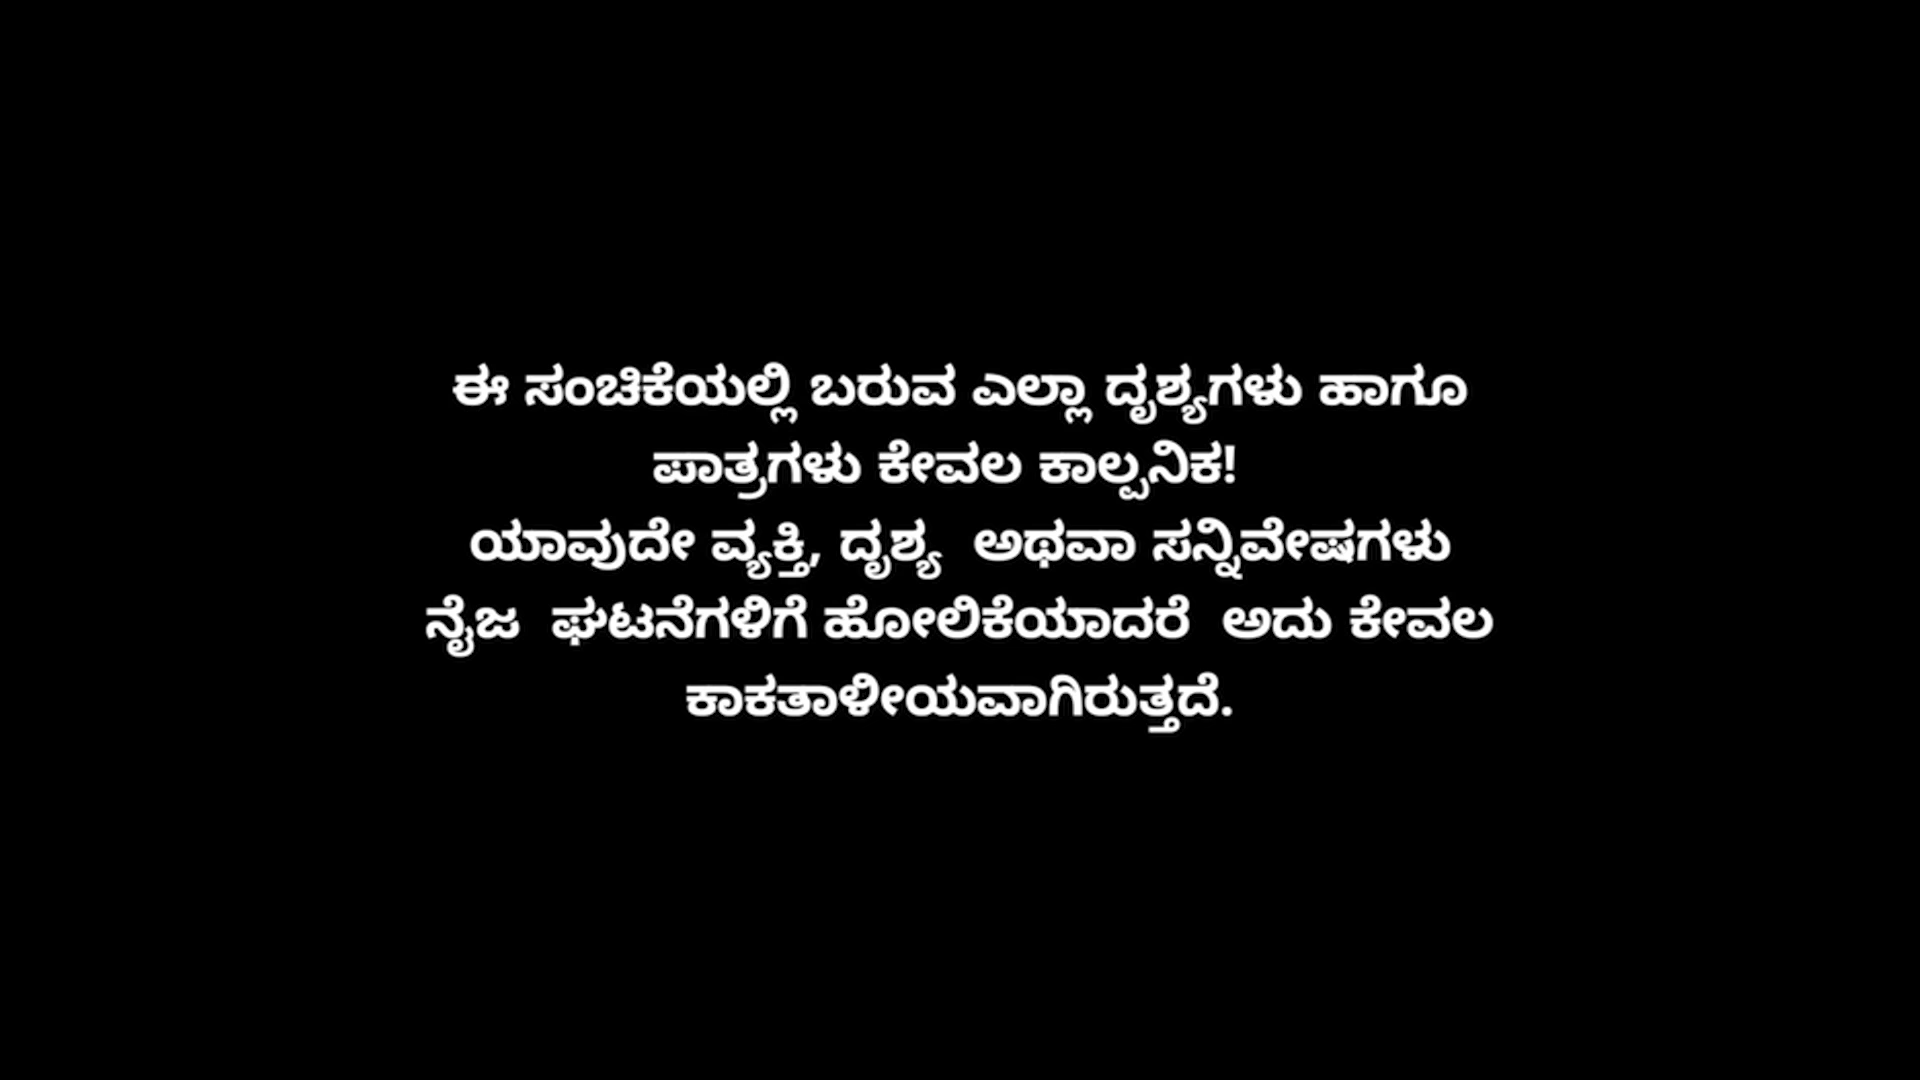 ಈ ಸಂಚಿಕೆಯಲ್ಲಿ ಬರುವ ಎಲ್ಲಾ ದೃಶ್ಯಗಳು ಹಾಗೂ
ಪಾತ್ರಗಳು ಕೇವಲ ಕಾಲ್ಪನಿಕ!
ಯಾವುದೇ ವ್ಯಕ್ತಿ, ದೃಶ್ಯ ಅಥವಾ ಸನ್ನಿವೇಷಗಳು
ನೈಜ ಘಟನೆಗಳಿಗೆ ಹೋಲಿಕೆಯಾದರೆ ಅದು ಕೇವಲ
ಕಾಕತಾಳೀಯವಾಗಿರುತ್ತದೆ.